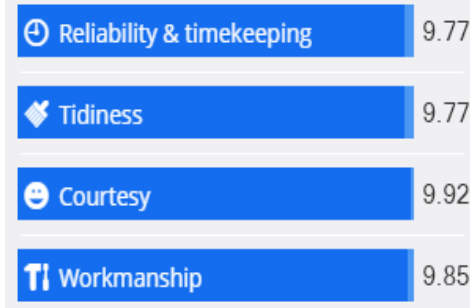 Reliability & timekeeping 9.77
Tidiness 9.77
Courtesy 9.92
Workmanship 9.85